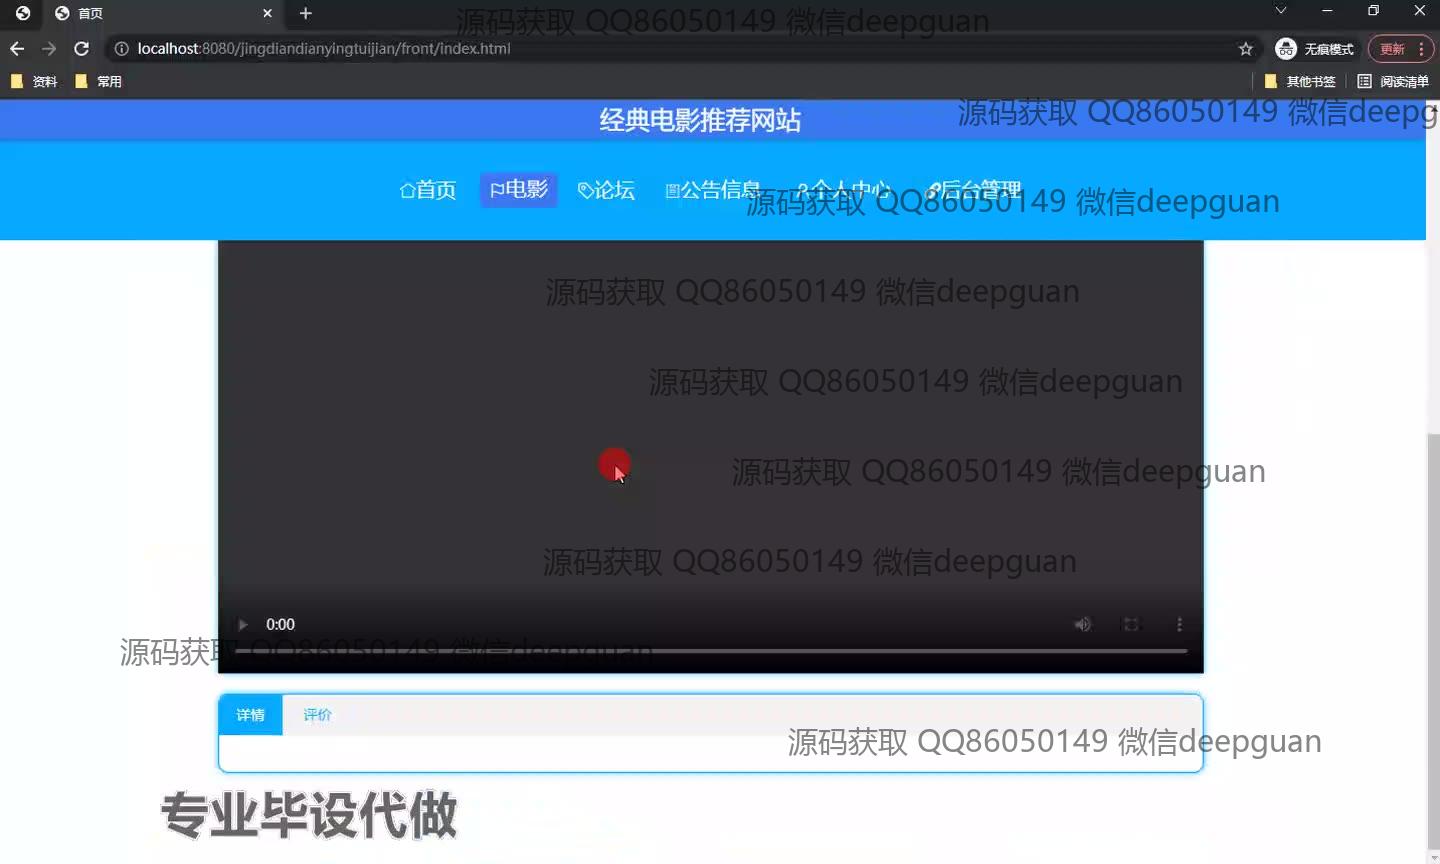 首页
源码获取 QQ86050149 微信deepguan
localhost:8080/jingdiandianyingtuijian/front/index.html
无痕模式
更新
资料
常用
其他书签
阅读清单
经典电影推荐网站
源码获取 QQ86050149 微信deepg
首页
电影
论坛
公告信息
个人中心
后台管理
源码获取 QQ86050149 微信deepguan
源码获取 QQ86050149 微信deepguan
源码获取 QQ86050149 微信deepguan
源码获取 QQ86050149 微信deepguan
源码获取 QQ86050149 微信deepguan
0:00
源码获取 QQ86050149 微信deepguan
详情
评价
源码获取 QQ86050149 微信deepguan
专业毕设代做